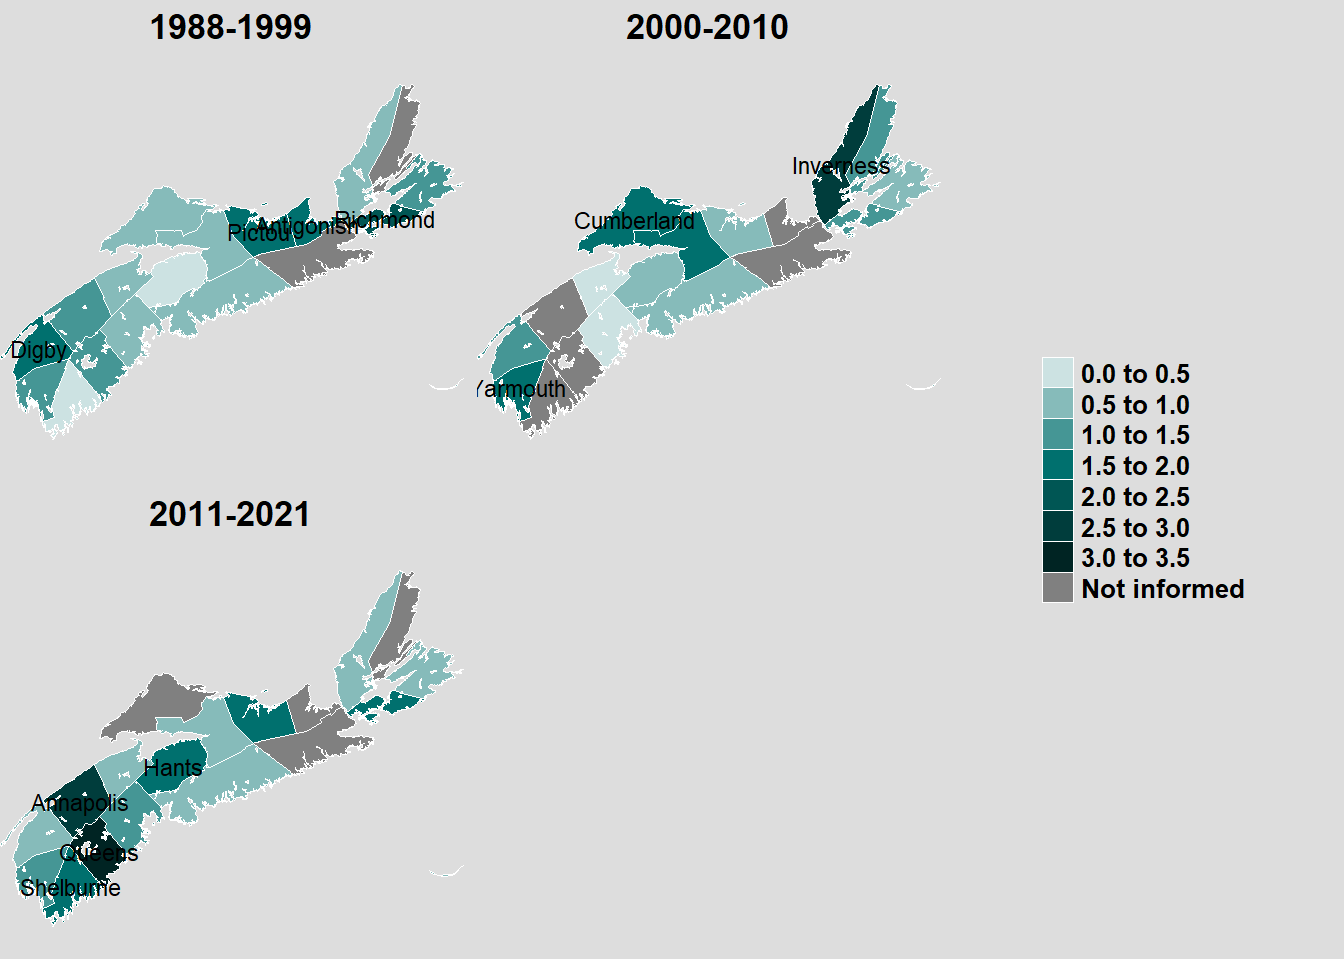 1988-1999
2000-2010
Inverness
Pictou
Antigonish
Richmond
Cumberland
Digby
Yarmouth
0.0 to 0.5
0.5 to 1.0
1.0 to 1.5
1.5 to 2.0
2.0 to 2.5
2.5 to 3.0
3.0 to 3.5
Not informed
2011-2021
Hants
Annapolis
Queens
Shelburne